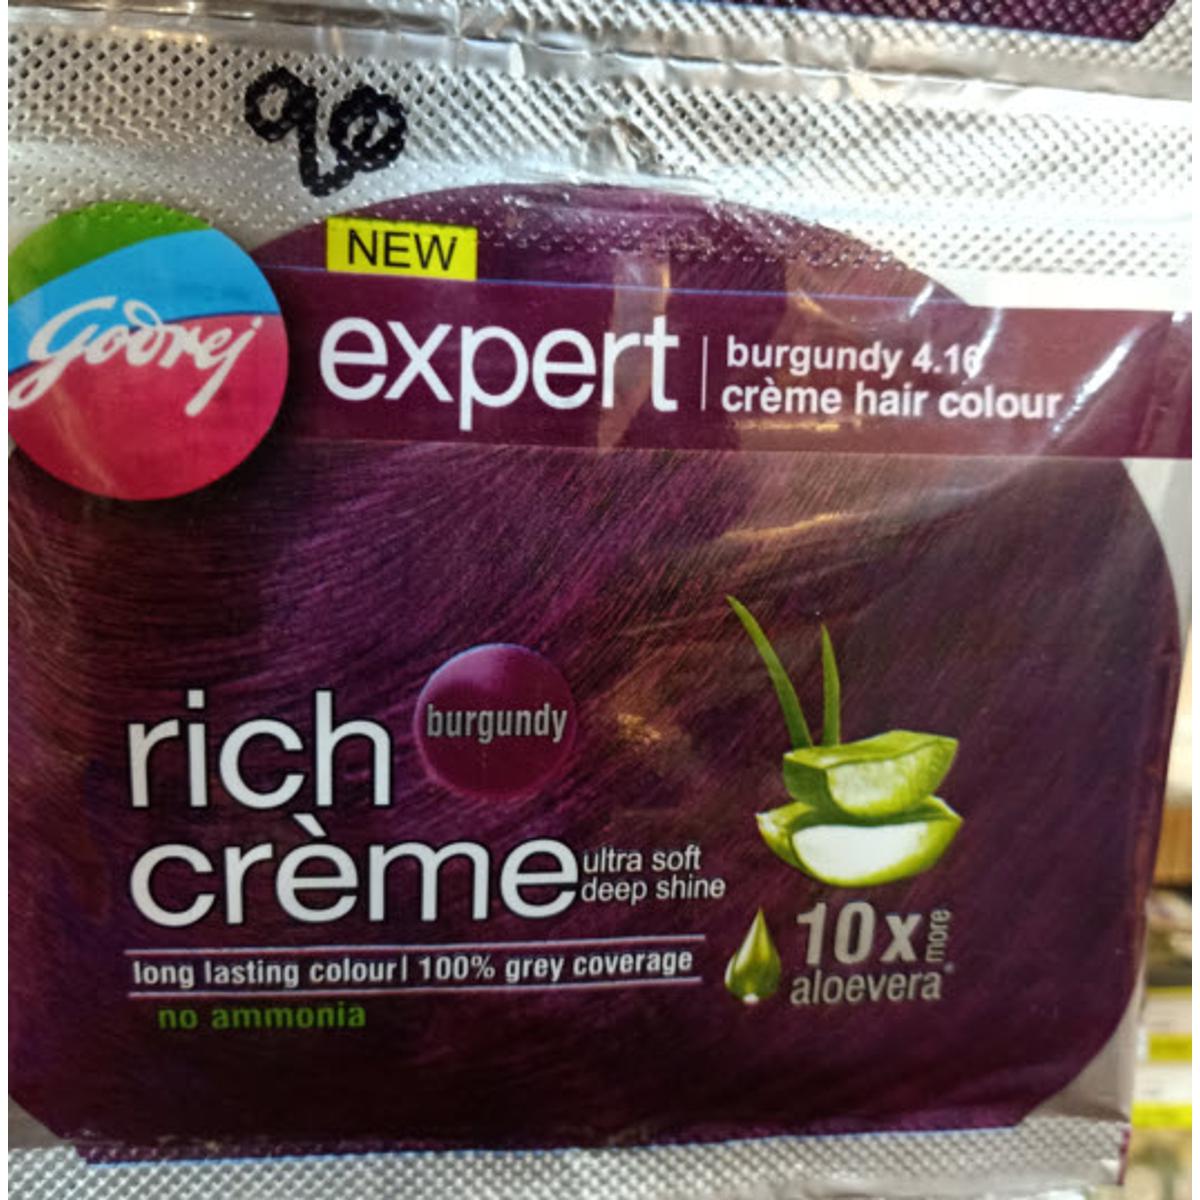 NEW
Godrej
expert
burgundy 4.16
crème hair colour
burgundy
rich
crème
ultra soft
deep shine
10x more
aloevera*
long lasting colour| 100% grey coverage
no ammonia